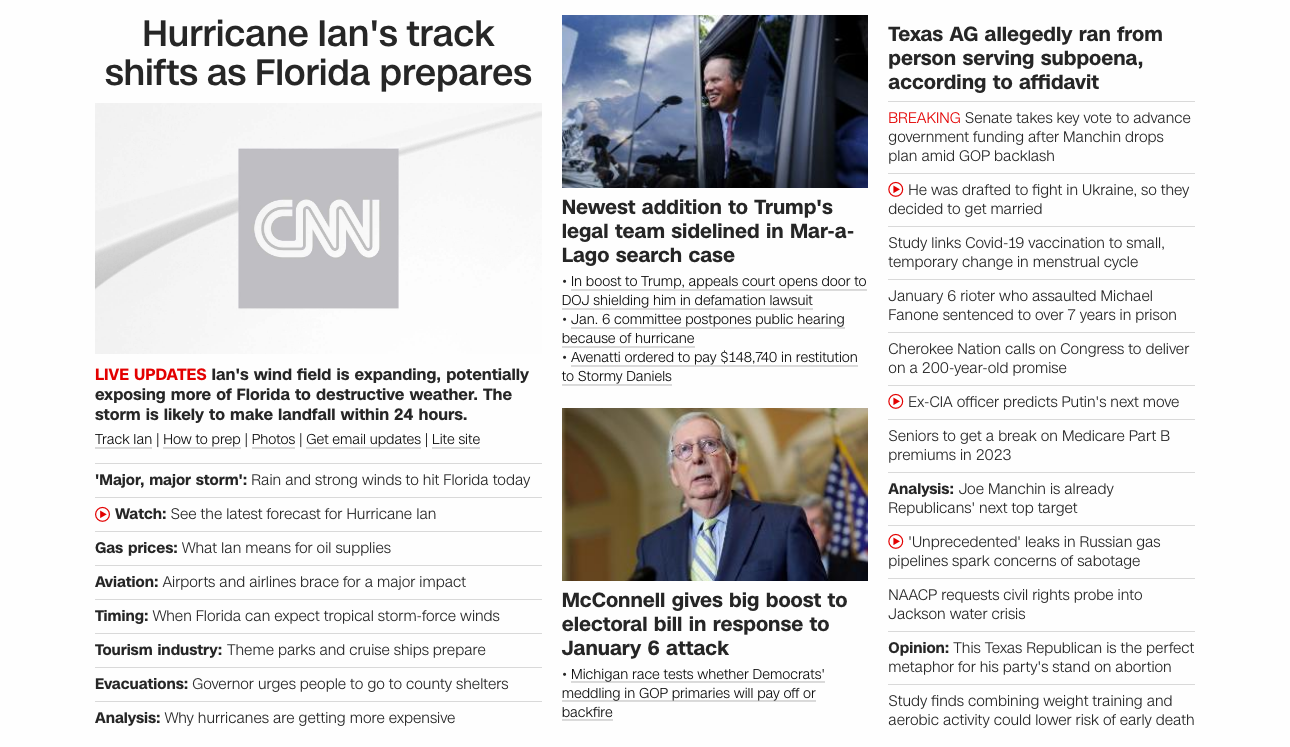 Hurricane Ian's track
shifts as Florida prepares
CNN
LIVE UPDATES Ian's wind field is expanding, potentially
exposing more of Florida to destructive weather. The
storm is likely to make landfall within 24 hours.
Track Ian | How to prep | Photos | Get email updates | Lite site
'Major, major storm': Rain and strong winds to hit Florida today
Watch: See the latest forecast for Hurricane Ian
Gas prices: What Ian means for oil supplies
Aviation: Airports and airlines brace for a major impact
Timing: When Florida can expect tropical storm-force winds
Tourism industry: Theme parks and cruise ships prepare
Evacuations: Governor urges people to go to county shelters
Analysis: Why hurricanes are getting more expensive
Newest addition to Trump's
legal team sidelined in Mar-a-
Lago search case
• In boost to Trump, appeals court opens door to
DOJ shielding him in defamation lawsuit
• Jan. 6 committee postpones public hearing
because of hurricane
• Avenatti ordered to pay $148,740 in restitution
to Stormy Daniels
McConnell gives big boost to
electoral bill in response to
January 6 attack
• Michigan race tests whether Democrats'
meddling in GOP primaries will pay off or
backfire
Texas AG allegedly ran from
person serving subpoena,
according to affidavit
BREAKING Senate takes key vote to advance
government funding after Manchin drops
plan amid GOP backlash
He was drafted to fight in Ukraine, so they
decided to get married
Study links Covid-19 vaccination to small,
temporary change in menstrual cycle
January 6 rioter who assaulted Michael
Fanone sentenced to over 7 years in prison
Cherokee Nation calls on Congress to deliver
on a 200-year-old promise
Ex-CIA officer predicts Putin's next move
Seniors to get a break on Medicare Part B
premiums in 2023
Analysis: Joe Manchin is already
Republicans' next top target
'Unprecedented' leaks in Russian gas
pipelines spark concerns of sabotage
NAACP requests civil rights probe into
Jackson water crisis
Opinion: This Texas Republican is the perfect
metaphor for his party's stand on abortion
Study finds combining weight training and
aerobic activity could lower risk of early death